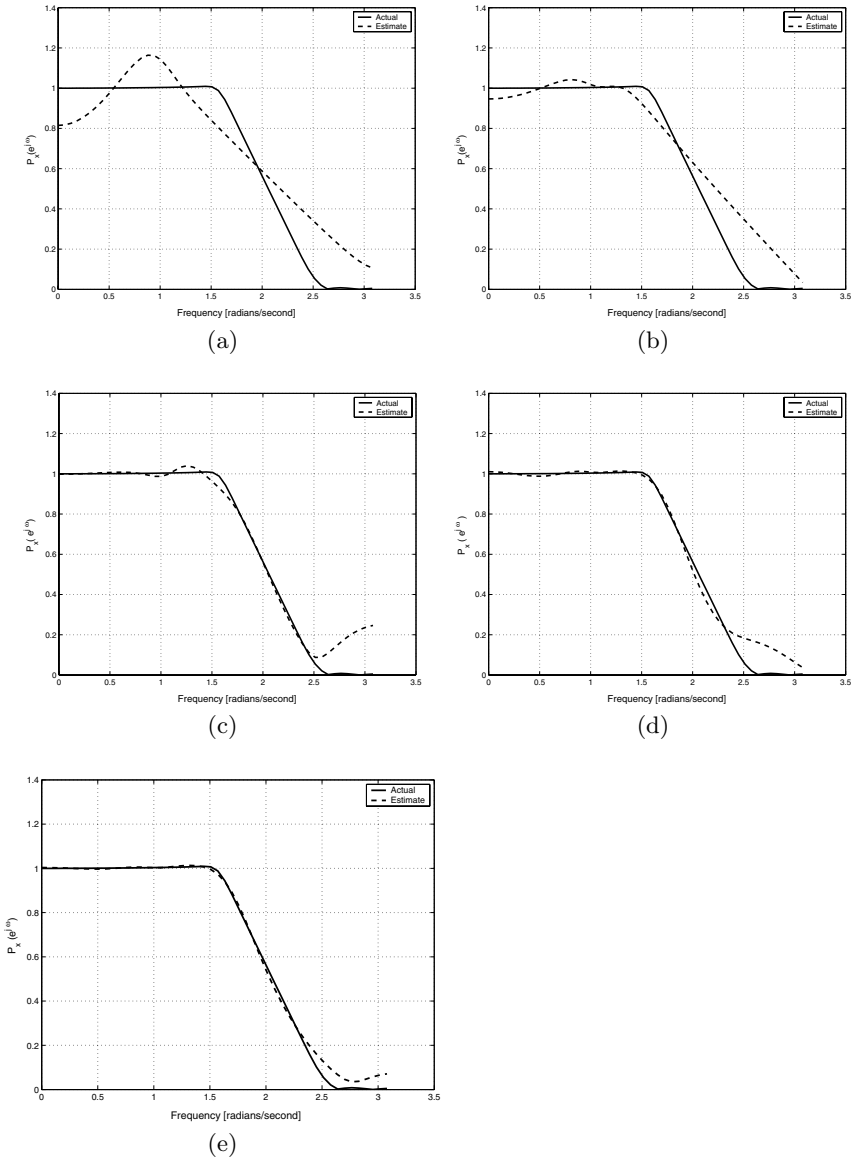 1.4
1.2
1
0.8
0.6
0.4
0.2
0
Actual
Estimate
P_x(e^{j ω})
0 0.5 1 1.5 2 2.5 3 3.5
Frequency [radians/second]
(a)
1.4
1.2
1
0.8
0.6
0.4
0.2
0
Actual
Estimate
P_x(e^{j ω})
0 0.5 1 1.5 2 2.5 3 3.5
Frequency [radians/second]
(b)
1.4
1.2
1
0.8
0.6
0.4
0.2
0
Actual
Estimate
P_x( e^{j ω})
0 0.5 1 1.5 2 2.5 3 3.5
Frequency [radians/second]
(c)
1.4
1.2
1
0.8
0.6
0.4
0.2
0
Actual
Estimate
P_x( e^{j ω} )
0 0.5 1 1.5 2 2.5 3 3.5
Frequency [radians/second]
(d)
1.4
1.2
1
0.8
0.6
0.4
0.2
0
Actual
Estimate
P_x (e^{j ω})
0 0.5 1 1.5 2 2.5 3 3.5
Frequency [radians/second]
(e)